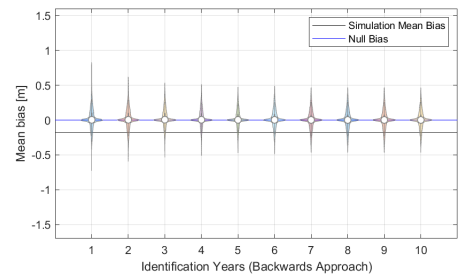 1.5
1
0.5
0
-0.5
-1
-1.5
Mean bias [m]
Simulation Mean Bias
Null Bias
1 2 3 4 5 6 7 8 9 10
Identification Years (Backwards Approach)